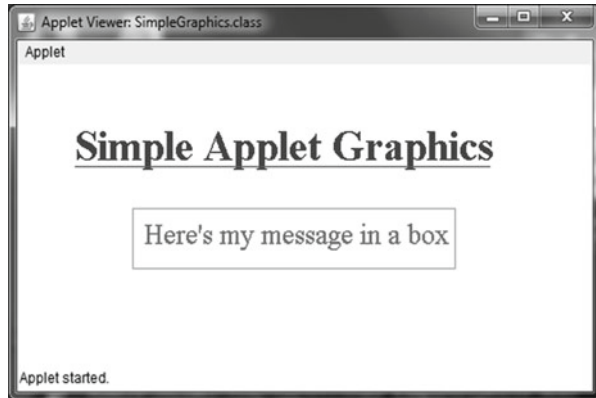 Applet Viewer: SimpleGraphics.class
Applet
Simple Applet Graphics
Here's my message in a box
Applet started.